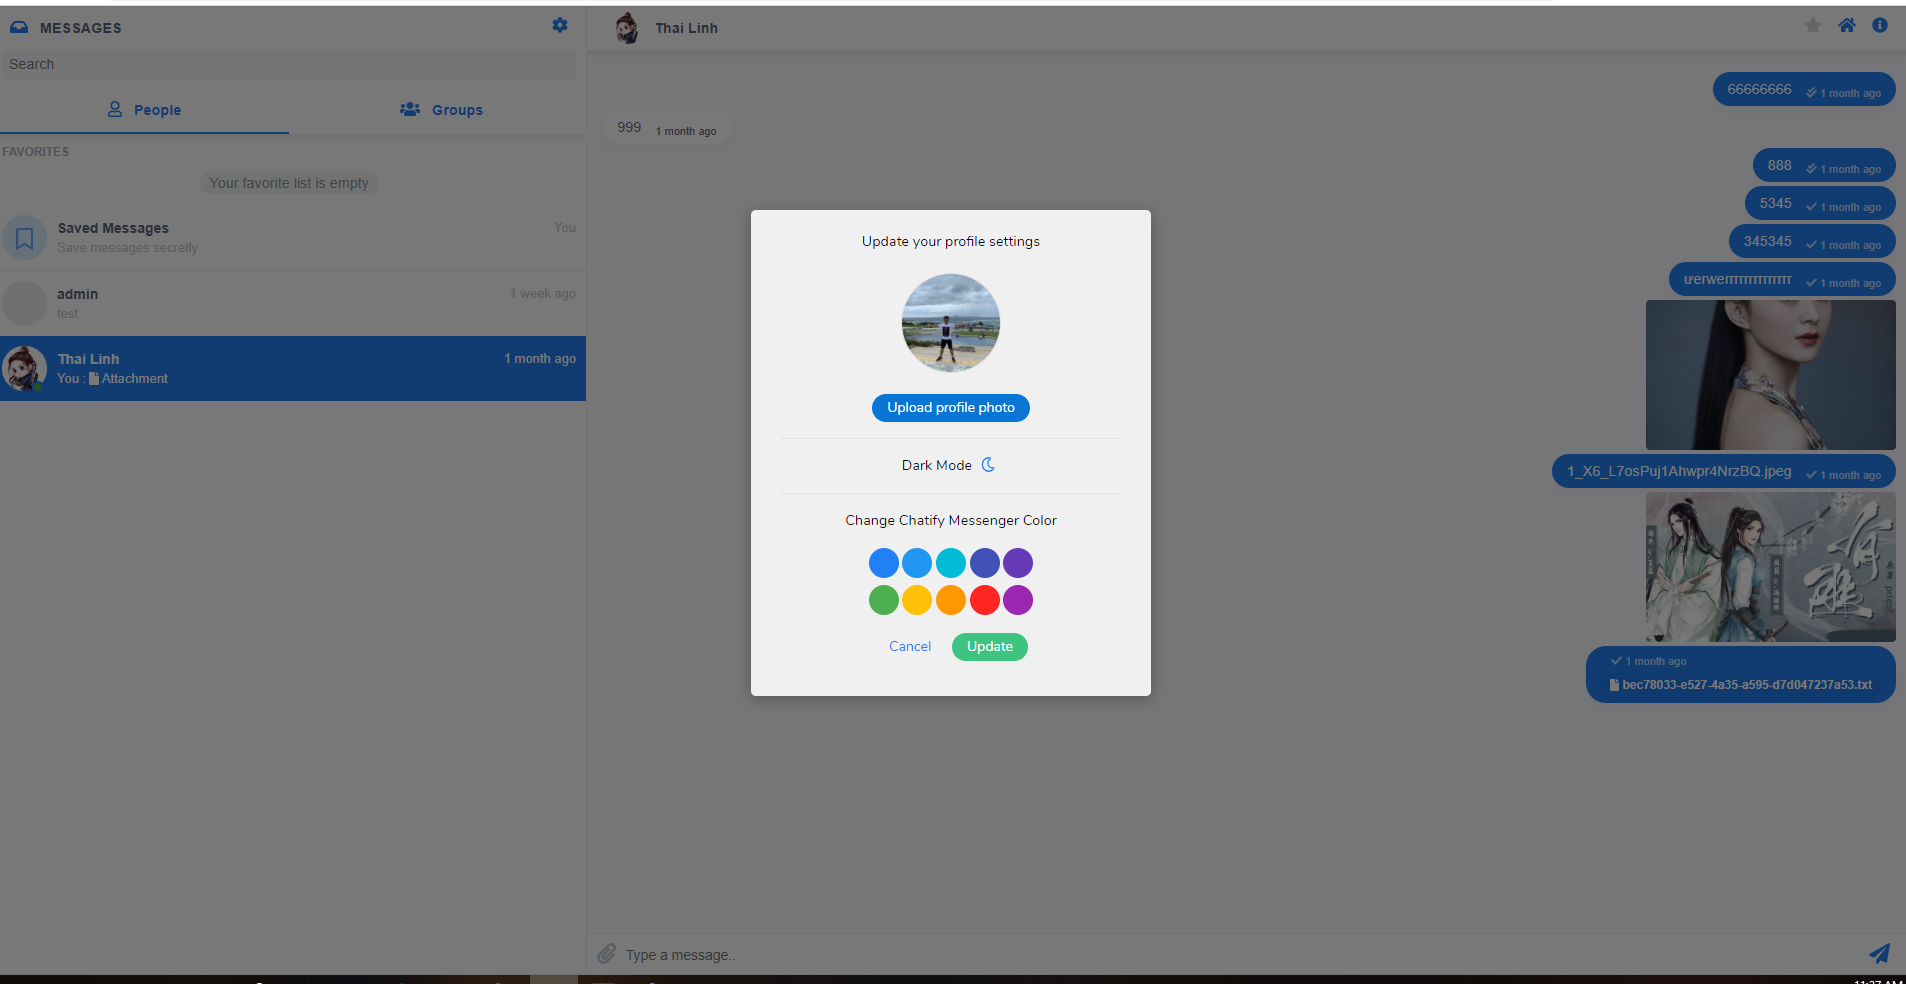 MESSAGES
Search
People
Groups
FAVORITES
Your favorite list is empty
Saved Messages
You
Save messages secretly
admin
1 week ago
test
Thai Linh
1 month ago
You : Attachment
Thai Linh
66666666 1 month ago
999 1 month ago
888 1 month ago
5345 1 month ago
345345 1 month ago
1 month ago
1_X6_L7osPuj1Ahwpr4NrzBQ.jpeg 1 month ago
有匪
priest
1 month ago
bec78033-e527-4a35-a595-d7d047237a53.txt
Type a message..
Update your profile settings
Upload profile photo
Dark Mode
Change Chatify Messenger Color
Cancel
Update